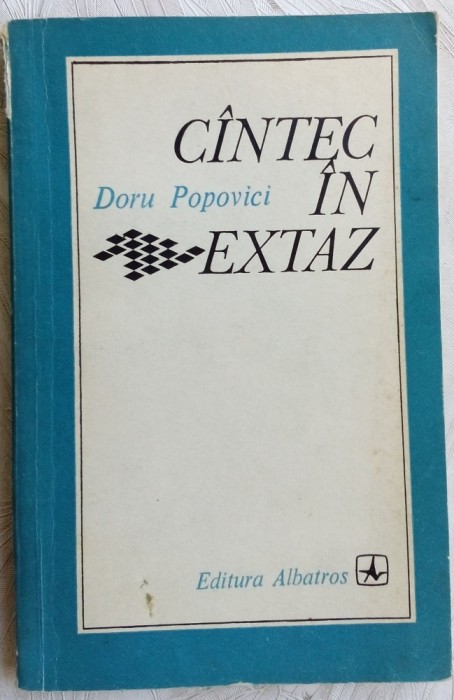 CÎNTEC
Doru Popovici ÎN
EXTAZ
Editura Albatros